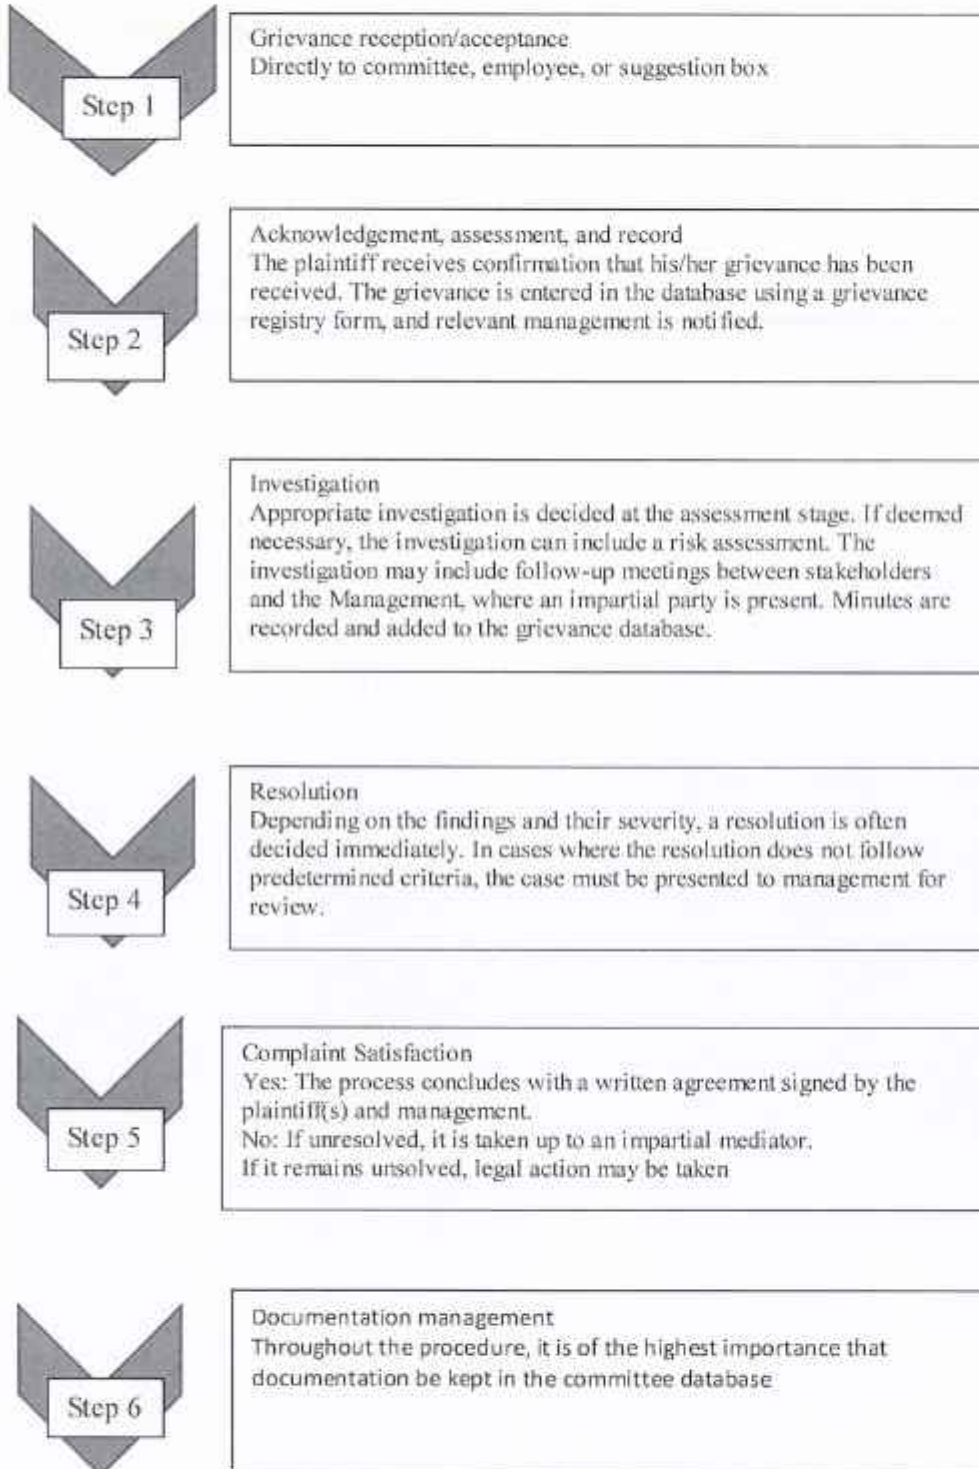 Step 1
Grievance reception/acceptance
Directly to committee, employee, or suggestion box
Step 2
Acknowledgement, assessment, and record
The plaintiff receives confirmation that his/her grievance has been
received. The grievance is entered in the database using a grievance
registry form, and relevant management is notified.
Step 3
Investigation
Appropriate investigation is decided at the assessment stage. If deemed
necessary, the investigation can include a risk assessment. The
investigation may include follow-up meetings between stakeholders
and the Management, where an impartial party is present. Minutes are
recorded and added to the grievance database.
Step 4
Resolution
Depending on the findings and their severity, a resolution is often
decided immediately. In cases where the resolution does not follow
predetermined criteria, the case must be presented to management for
review.
Step 5
Complaint Satisfaction
Yes: The process concludes with a written agreement signed by the
plaintiff(s) and management.
No: If unresolved, it is taken up to an impartial mediator.
If it remains unsolved, legal action may be taken
Step 6
Documentation management
Throughout the procedure, it is of the highest importance that
documentation be kept in the committee database